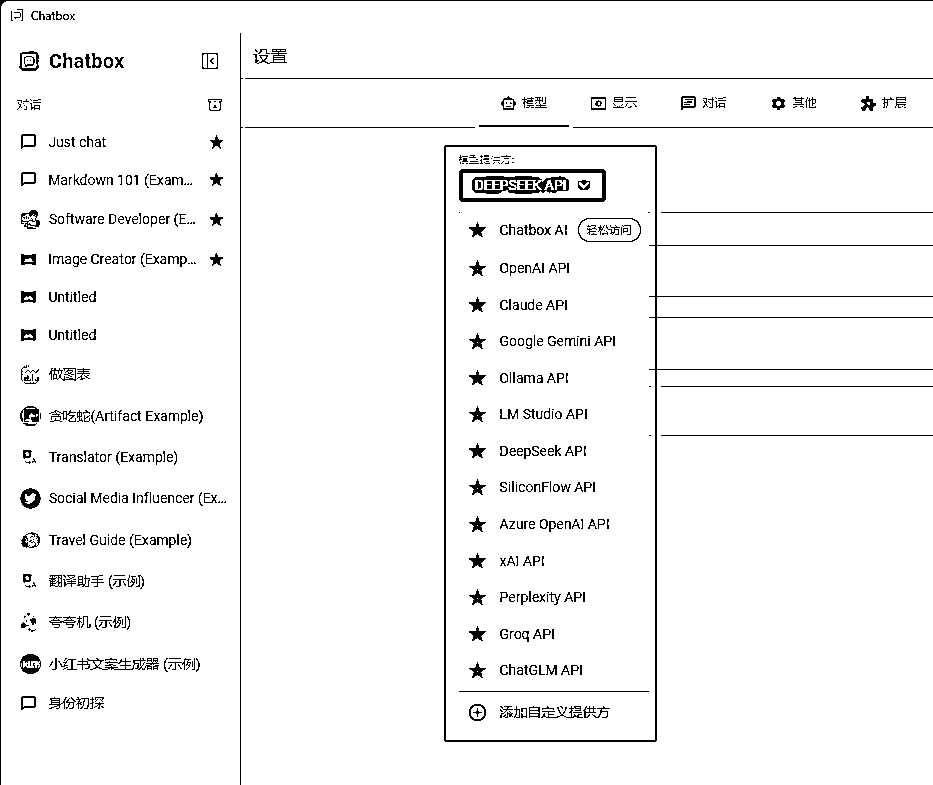 Chatbox
Chatbox
对话
Just chat
Markdown 101 (Exam...
Software Developer (E...
Image Creator (Examp...
Untitled
Untitled
做图表
贪吃蛇(Artifact Example)
Translator (Example)
Social Media Influencer (Ex...
Travel Guide (Example)
翻译助手 (示例)
夸夸机 (示例)
小红书文案生成器 (示例)
身份初探
设置
模型 显示 对话 其他 扩展
模型提供方:
DEEPSEEK API
Chatbox AI 轻松访问
OpenAI API
Claude API
Google Gemini API
Ollama API
LM Studio API
DeepSeek API
SiliconFlow API
Azure OpenAI API
xAI API
Perplexity API
Groq API
ChatGLM API
添加自定义提供方